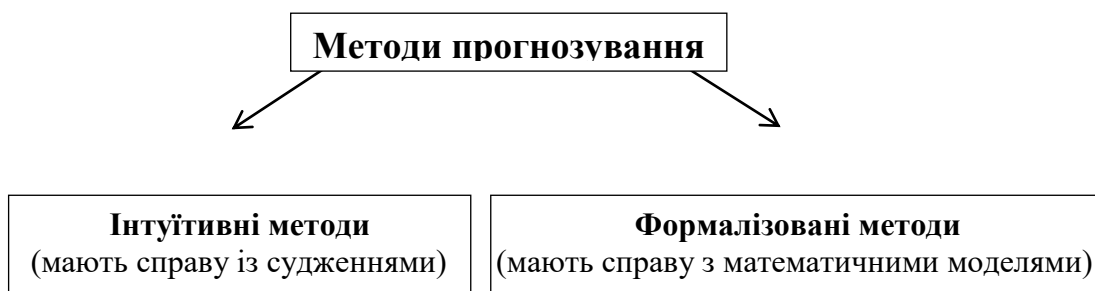 Методи прогнозування
Інтуїтивні методи
(мають справу із судженнями)
Формалізовані методи
(мають справу з математичними моделями)